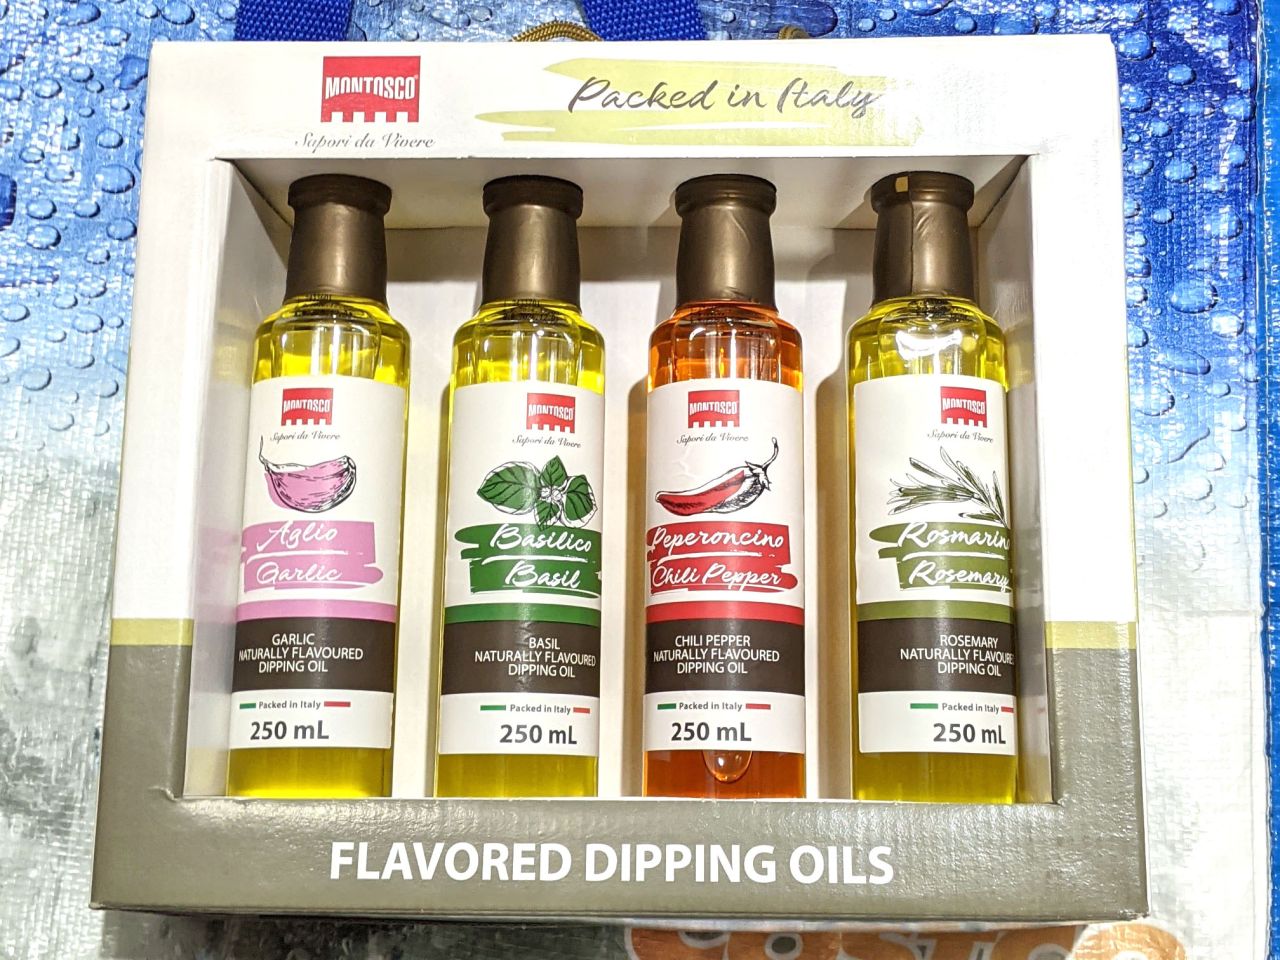 MONTOSCO
Sapori da Vivere
Packed in Italy
MONTOSCO
Sapori da Vivere
Aglio
Garlic
GARLIC
NATURALLY FLAVOURED
DIPPING OIL
Packed in Italy
250 mL
MONTOSCO
Sapori da Vivere
Basilico
Basil
BASIL
NATURALLY FLAVOURED
DIPPING OIL
Packed in Italy
250 mL
MONTOSCO
Sapori da Vivere
Peperoncino
Chili Pepper
CHILI PEPPER
NATURALLY FLAVOURED
DIPPING OIL
Packed in Italy
250 mL
MONTOSCO
Sapori da Vivere
Rosmarino
Rosemary
ROSEMARY
NATURALLY FLAVOURE
DIPPING OIL
Packed in Italy
250 mL
FLAVORED DIPPING OILS